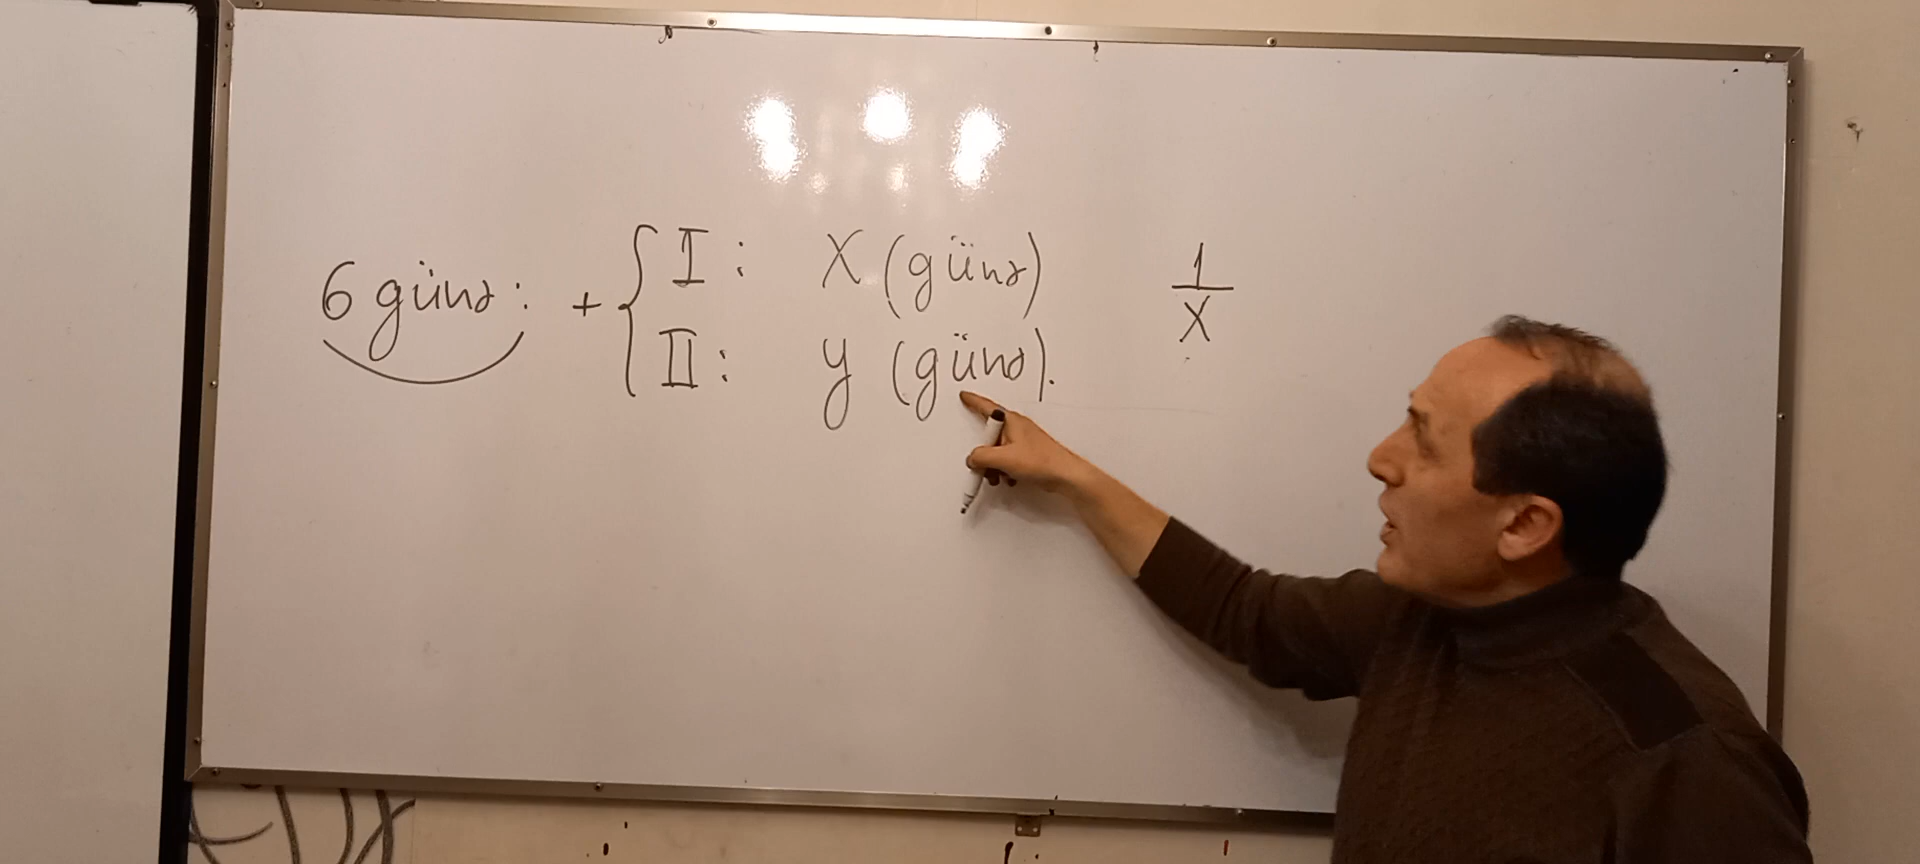 6 günə: + { I : X (günə)
II : y (günə).
1
X